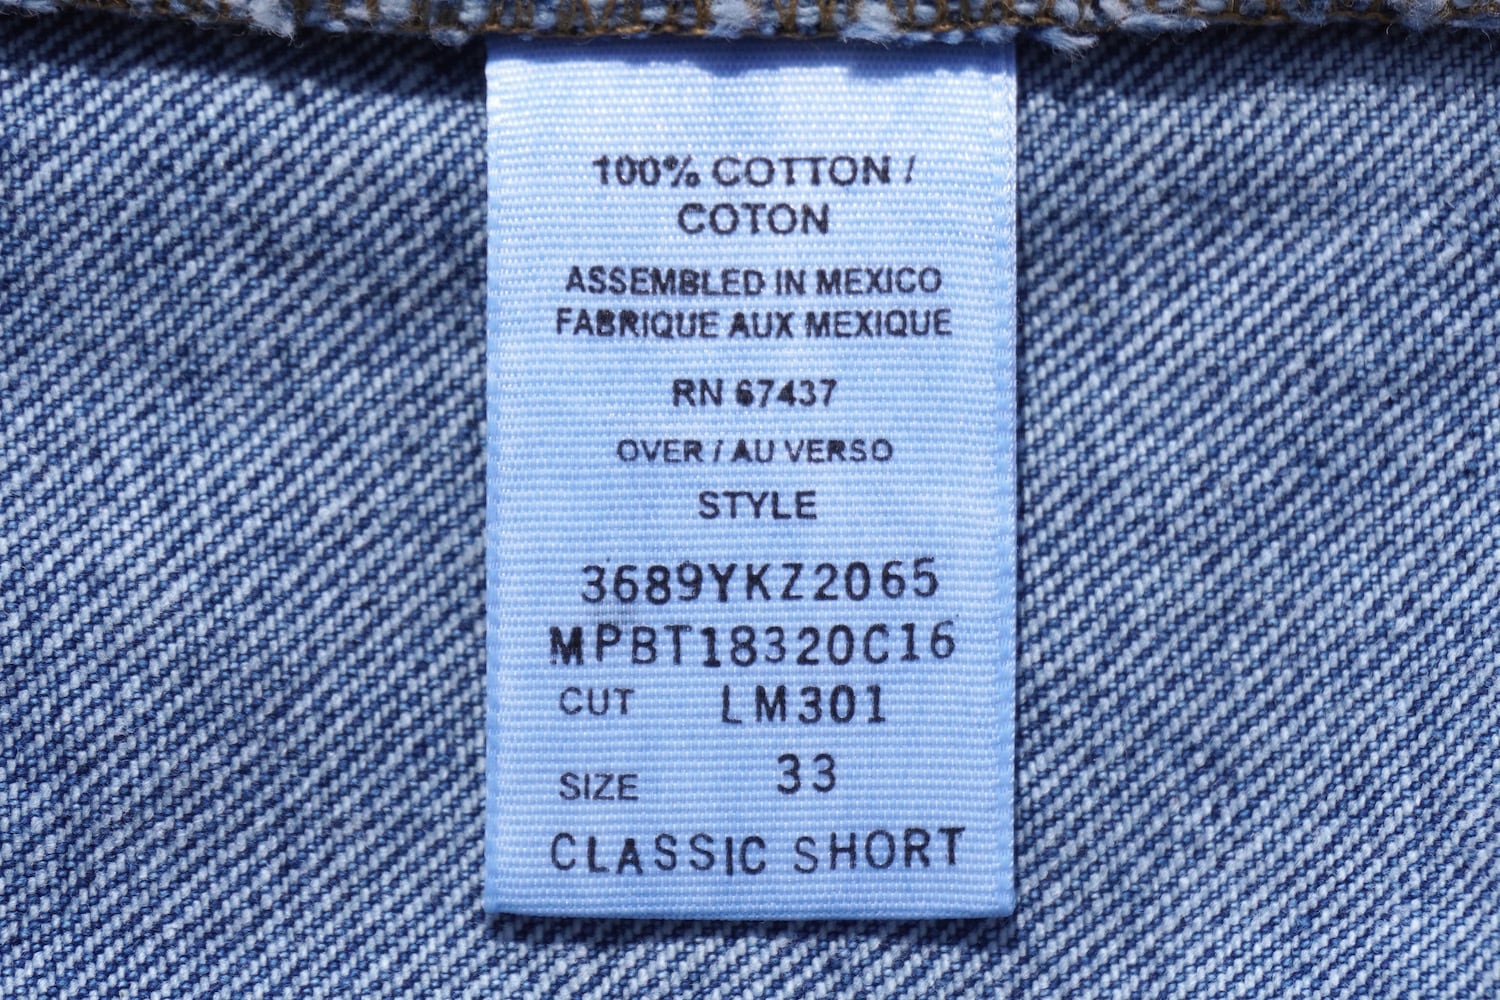 100% COTTON /
COTON
ASSEMBLED IN MEXICO
FABRIQUE AUX MEXIQUE
RN 67437
OVER / AU VERSO
STYLE
3689YKZ2065
MPBT18320C16
CUT LM301
SIZE 33
CLASSIC SHORT